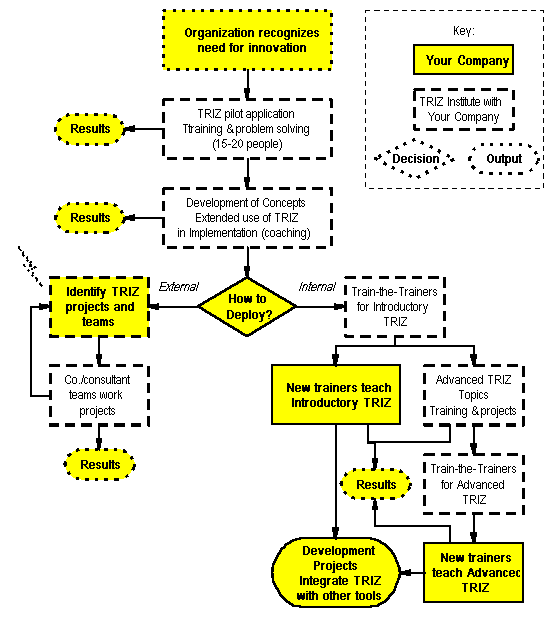 Organization recognizes
need for innovation
Key:
Your Company
TRIZ Institute with
Your Company
Decision
Output
TRIZ pilot application
Ttraining & problem solving
(15-20 people)
Results
Development of Concepts
Extended use of TRIZ
in Implementation (coaching)
Results
How to
Deploy?
External
Internal
Identify TRIZ
projects and
teams
Co./consultant
teams work
projects
Results
Train-the-Trainers
for Introductory
TRIZ
New trainers teach
Introductory TRIZ
Advanced TRIZ
Topics
Training & projects
Results
Train-the-Trainers
for Advanced
TRIZ
New trainers
teach Advanced
TRIZ
Development
Projects
Integrate TRIZ
with other tools